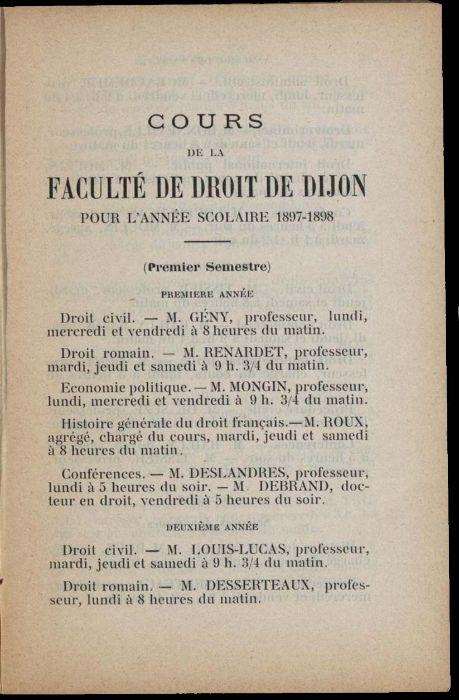 COURS
DE LA
FACULTÉ DE DROIT DE DIJON
POUR L'ANNÉE SCOLAIRE 1897-1898
(Premier Semestre)
PREMIERE ANNÉE
Droit civil. — M. GÉNY, professeur, lundi,
mercredi et vendredi à 8 heures du matin.
Droit romain. — M. RENARDET, professeur,
mardi, jeudi et samedi à 9 h. 3/4 du matin.
Economie politique. — M. MONGIN, professeur,
lundi, mercredi et vendredi à 9 h. 3/4 du matin.
Histoire générale du droit français. — M. ROUX,
agrégé, chargé du cours, mardi, jeudi et samedi
à 8 heures du matin.
Conférences. — M. DESLANDRES, professeur,
lundi à 5 heures du soir. — M. DEBRAND, doc-
teur en droit, vendredi à 5 heures du soir.
DEUXIÈME ANNÉE
Droit civil. — M. LOUIS-LUCAS, professeur,
mardi, jeudi et samedi à 9 h. 3/4 du matin.
Droit romain. — M. DESSERTEAUX, profes-
seur, lundi à 8 heures du matin.